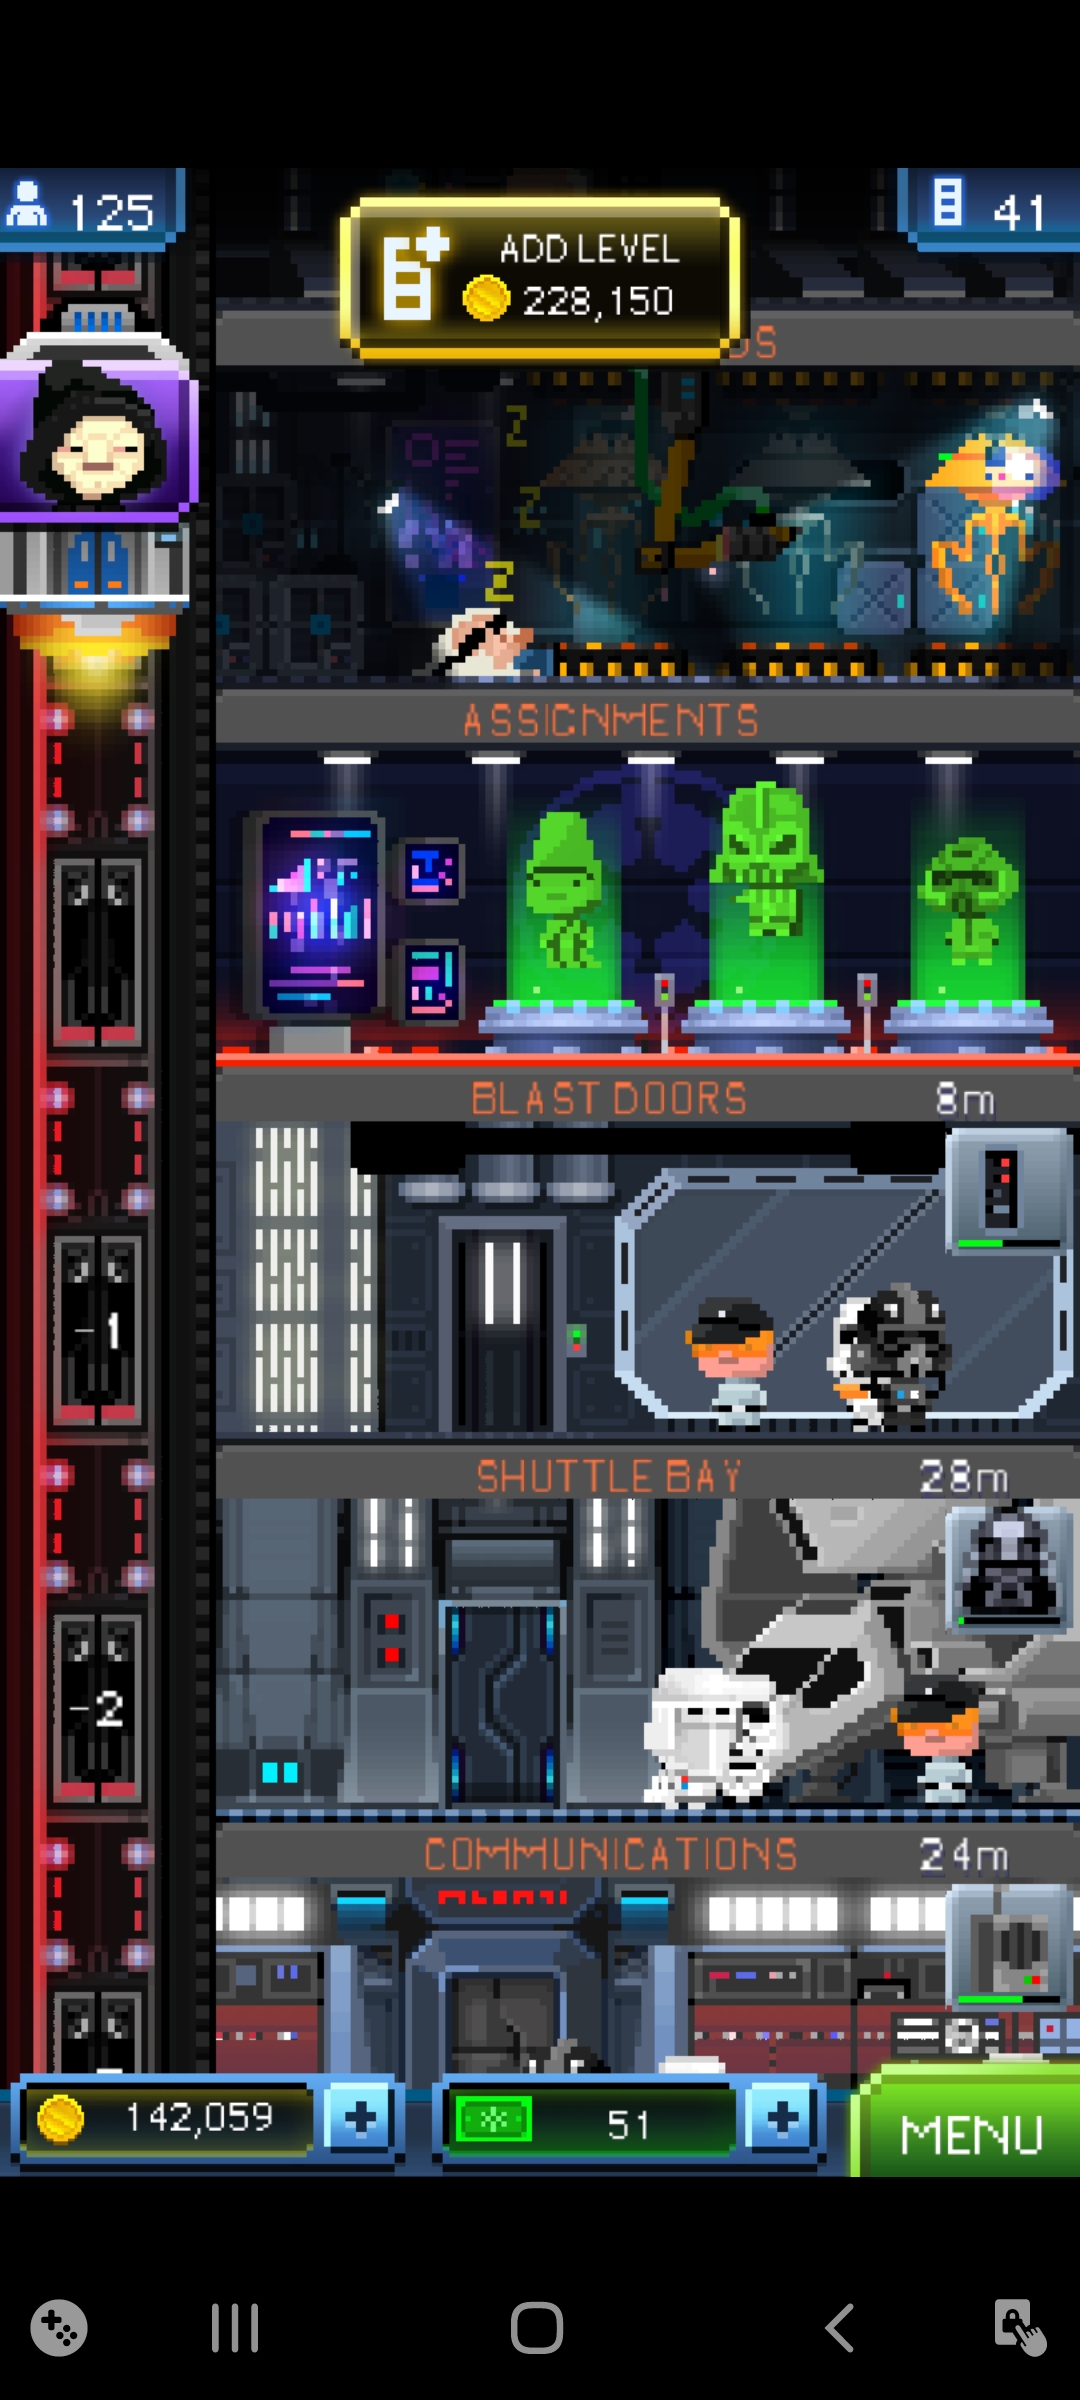 125
ADD LEVEL
228,150
41
Z
Z
Z
ASSIGNMENTS
BLAST DOORS 8m
-1
SHUTTLE BAY 28m
-2
COMMUNICATIONS 24m
142,059
51
MENU